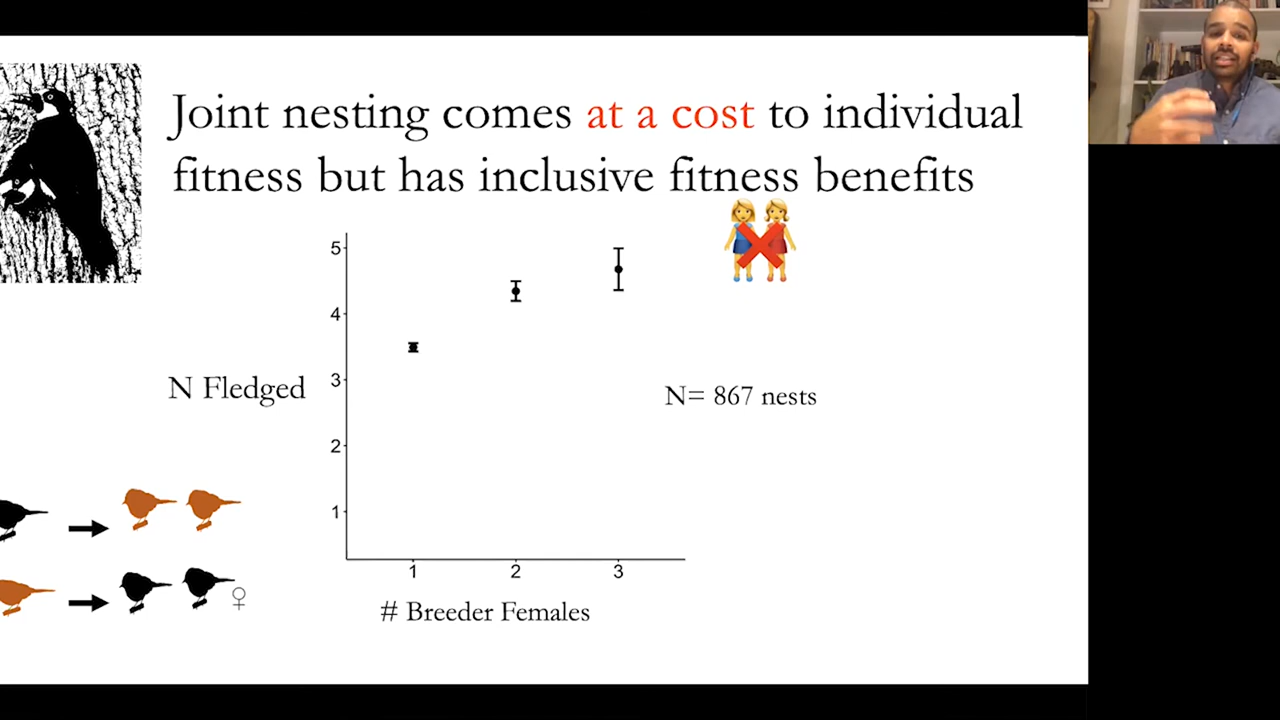 Joint nesting comes at a cost to individual
fitness but has inclusive fitness benefits
5
4
3
2
1
N Fledged
N= 867 nests
1 2 3
# Breeder Females
♀